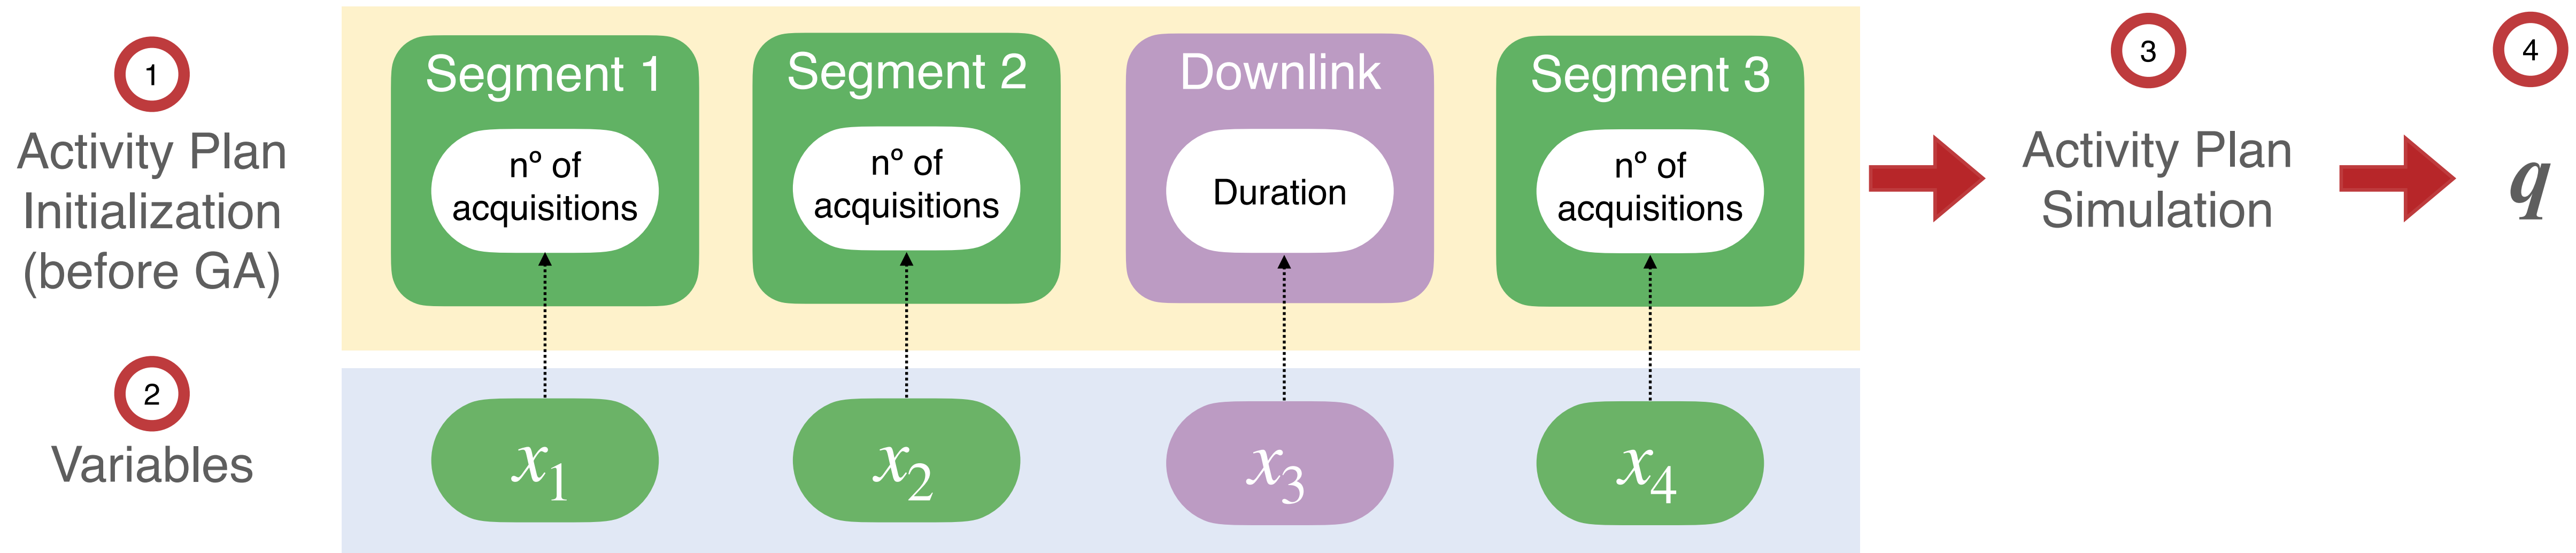 1
Activity Plan
Initialization
(before GA)
Segment 1
nº of
acquisitions
Segment 2
nº of
acquisitions
Downlink
Duration
Segment 3
nº of
acquisitions
3
Activity Plan
Simulation
4
q
2
Variables
x1
x2
x3
x4